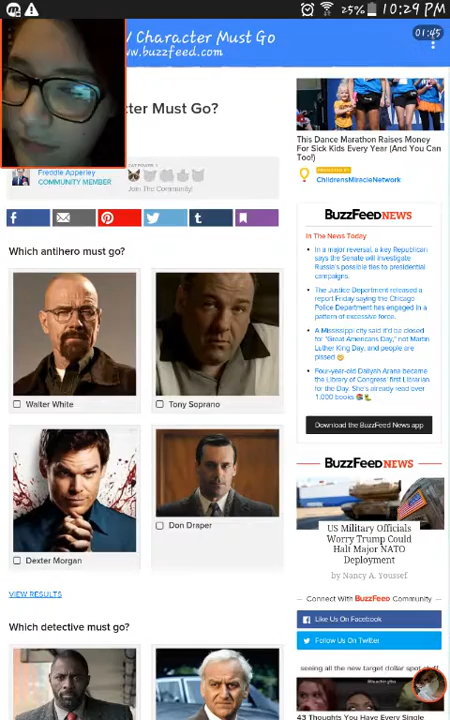 25% 10:29 PM
V Character Must Go
www.buzzfeed.com
01:45
cter Must Go?
Freddie Apperley
COMMUNITY MEMBER
Join The Community!
Which antihero must go?
Walter White
Tony Soprano
Dexter Morgan
Don Draper
VIEW RESULTS
Which detective must go?
This Dance Marathon Raises Money
For Sick Kids Every Year (And You Can
Too!)
ChildrensMiracleNetwork
BUZZFEED NEWS
In The News Today
In a major reversal, a key Republican
says the Senate will investigate
Russia's possible ties to presidential
campaigns.
The Justice Department released a
report Friday saying the Chicago
Police Department has engaged in a
pattern of excessive force.
A Mississippi city said it'd be closed
for "Great Americans Day," not Martin
Luther King Day, and people are
pissed
Four-year-old Daliyah Arana became
the Library of Congress' first Librarian
for the Day. She's already read over
1,000 books
Download the BuzzFeed News app
BUZZFEED NEWS
US Military Officials
Worry Trump Could
Halt Major NATO
Deployment
by Nancy A. Youssef
Connect With BuzzFeed Community
Like Us On Facebook
Follow Us On Twitter
seeing all the new target dollar spot stuff
43 Thoughts You Have Every Single